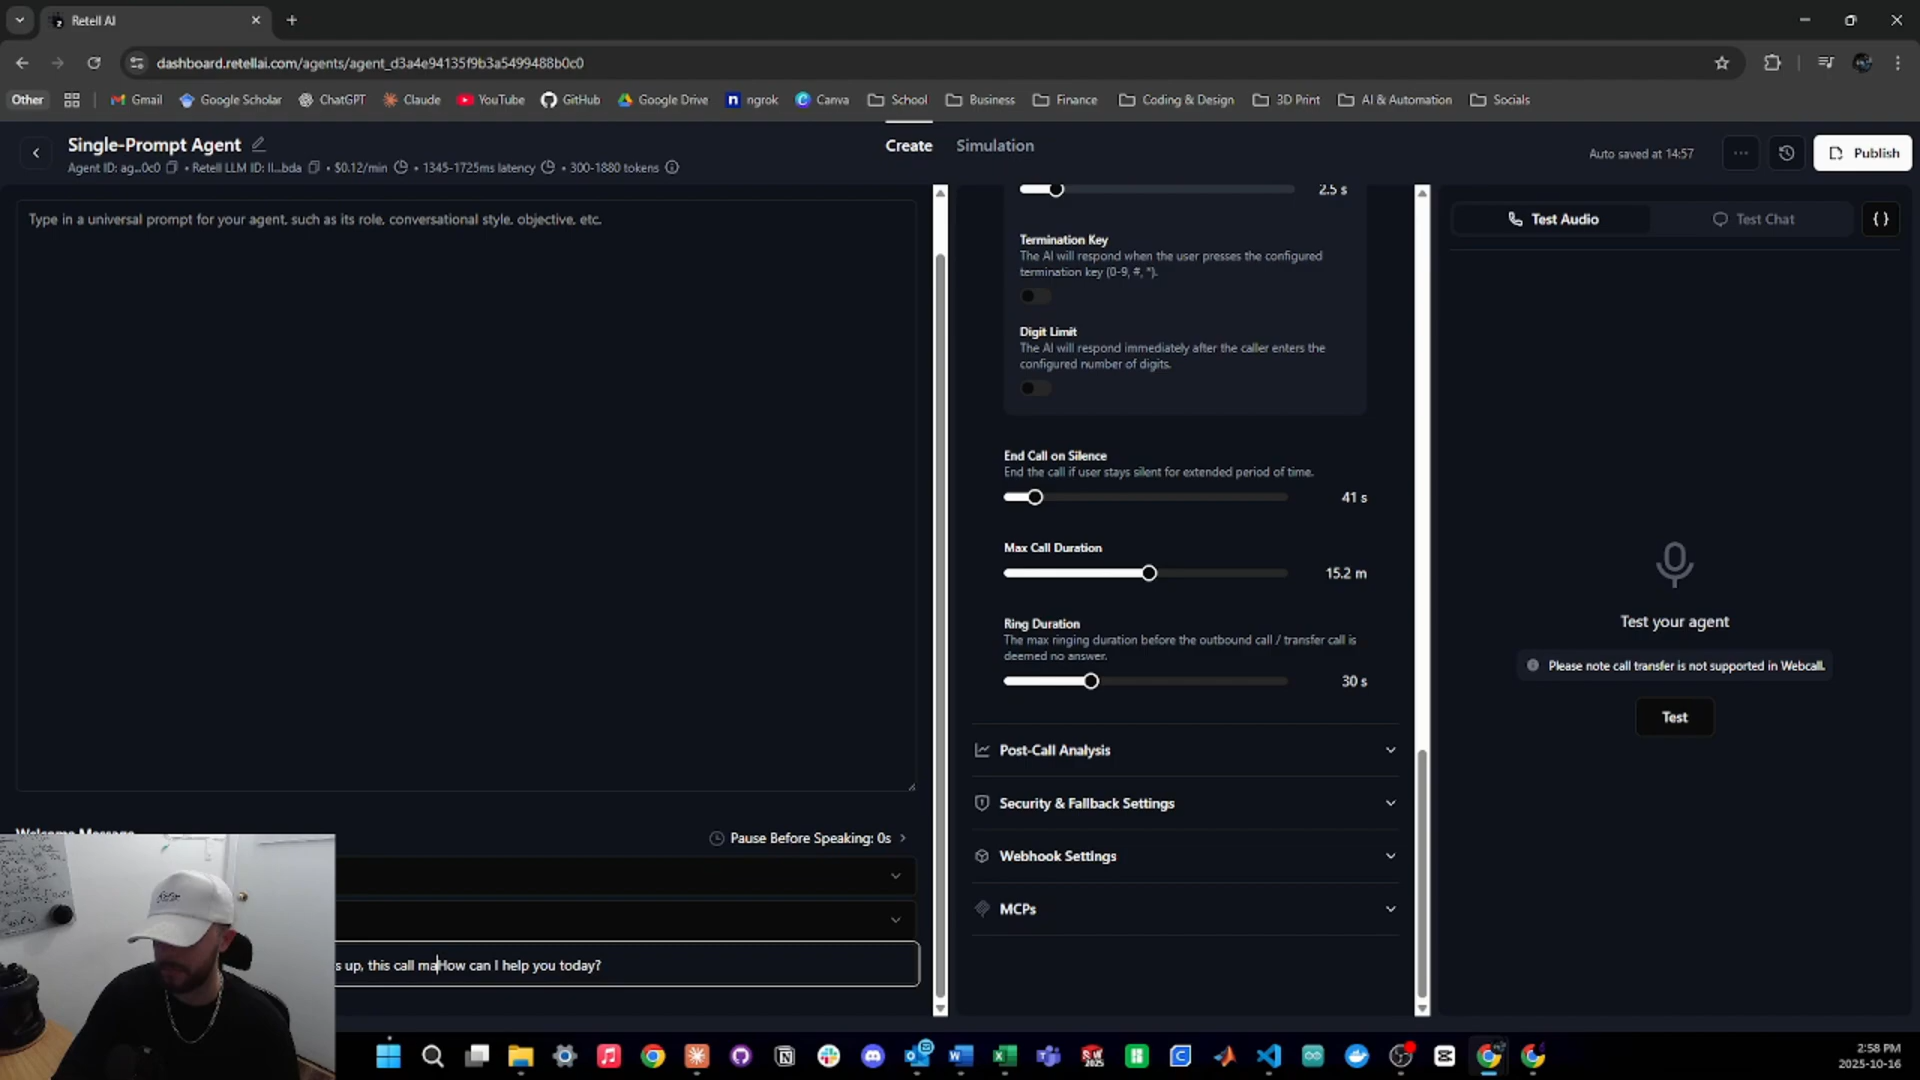 Retell AI
dashboard.retellai.com/agents/agent_d3a4e94135f9b3a5499488b0c0
Other
Gmail
Google Scholar
ChatGPT
Claude
YouTube
GitHub
Google Drive
ngrok
Canva
School
Business
Finance
Coding & Design
3D Print
AI & Automation
Socials
Single-Prompt Agent
Create
Simulation
Agent ID: ag...0c0 • Retell LLM ID: ll...bda • $0.12/min • 1345-1725ms latency • 300-1880 tokens
Auto saved at 14:57
Publish
Type in a universal prompt for your agent, such as its role, conversational style, objective, etc.
Pause Before Speaking: 0s
s up, this call maHow can I help you today?
2.5 s
Termination Key
The AI will respond when the user presses the configured
termination key (0-9, #, *).
Digit Limit
The AI will respond immediately after the caller enters the
configured number of digits.
End Call on Silence
End the call if user stays silent for extended period of time.
41 s
Max Call Duration
15.2 m
Ring Duration
The max ringing duration before the outbound call / transfer call is
deemed no answer.
30 s
Post-Call Analysis
Security & Fallback Settings
Webhook Settings
MCPs
Test Audio
Test Chat
{ }
Test your agent
Please note call transfer is not supported in Webcall.
Test
2:58 PM
2025-10-16